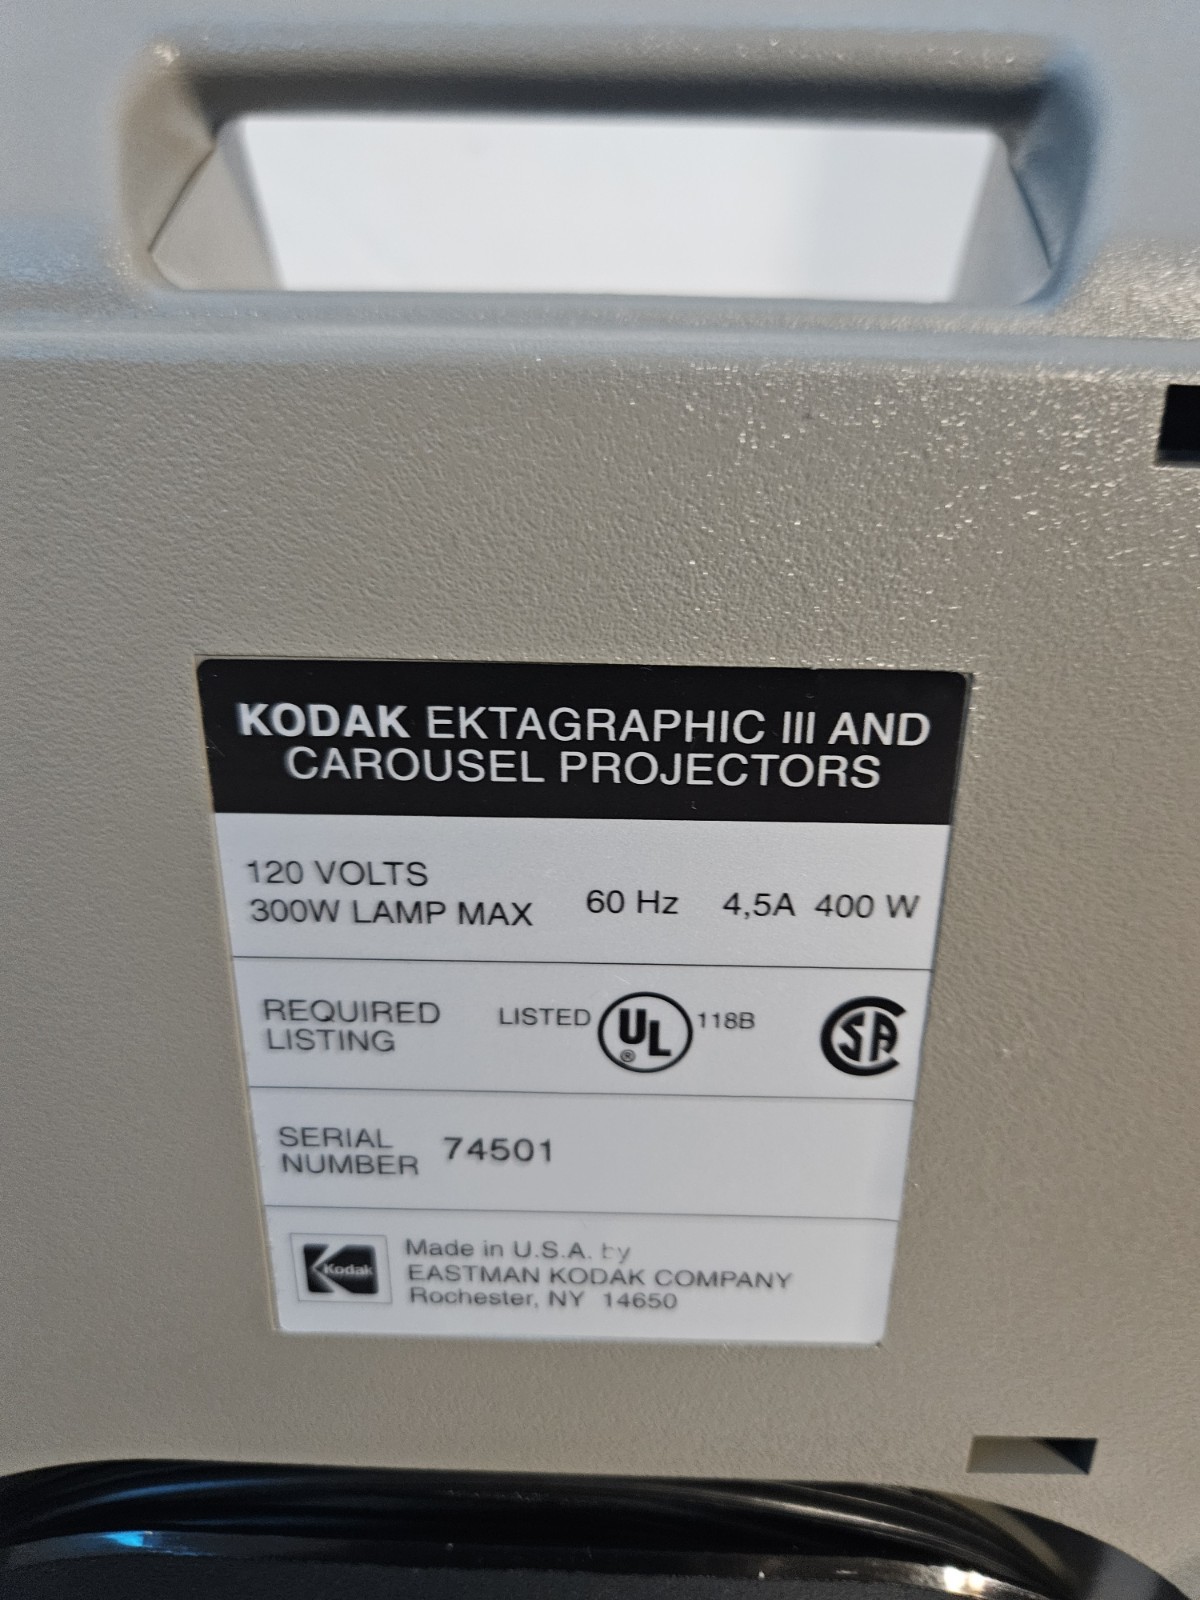 KODAK EKTAGRAPHIC III AND
CAROUSEL PROJECTORS
120 VOLTS
300W LAMP MAX 60 Hz 4,5A 400 W
REQUIRED
LISTING
LISTED UL ® 118B
CSA
SERIAL
NUMBER 74501
Kodak
Made in U.S.A. by
EASTMAN KODAK COMPANY
Rochester, NY 14650